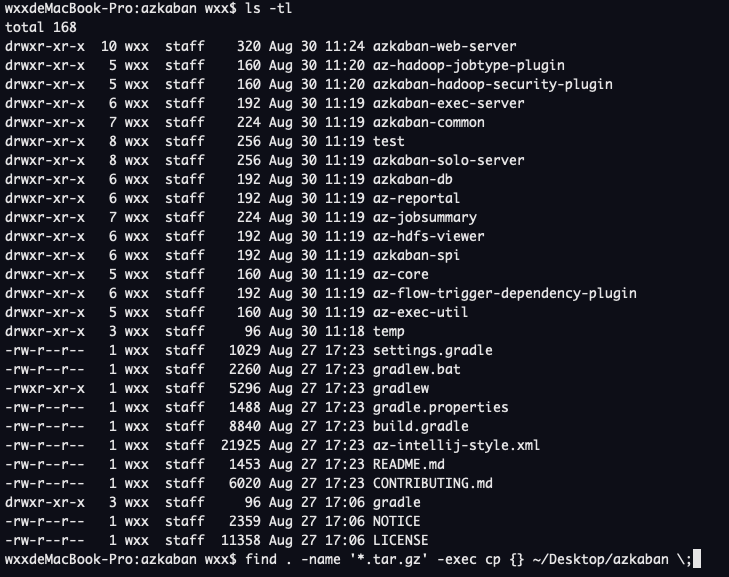 wxxdeMacBook-Pro:azkaban wxx$ ls -tl
total 168
drwxr-xr-x  10 wxx  staff    320 Aug 30 11:24 azkaban-web-server
drwxr-xr-x   5 wxx  staff    160 Aug 30 11:20 az-hadoop-jobtype-plugin
drwxr-xr-x   5 wxx  staff    160 Aug 30 11:20 azkaban-hadoop-security-plugin
drwxr-xr-x   6 wxx  staff    192 Aug 30 11:19 azkaban-exec-server
drwxr-xr-x   7 wxx  staff    224 Aug 30 11:19 azkaban-common
drwxr-xr-x   8 wxx  staff    256 Aug 30 11:19 test
drwxr-xr-x   8 wxx  staff    256 Aug 30 11:19 azkaban-solo-server
drwxr-xr-x   6 wxx  staff    192 Aug 30 11:19 azkaban-db
drwxr-xr-x   6 wxx  staff    192 Aug 30 11:19 az-reportal
drwxr-xr-x   7 wxx  staff    224 Aug 30 11:19 az-jobsummary
drwxr-xr-x   6 wxx  staff    192 Aug 30 11:19 az-hdfs-viewer
drwxr-xr-x   6 wxx  staff    192 Aug 30 11:19 azkaban-spi
drwxr-xr-x   5 wxx  staff    160 Aug 30 11:19 az-core
drwxr-xr-x   6 wxx  staff    192 Aug 30 11:19 az-flow-trigger-dependency-plugin
drwxr-xr-x   5 wxx  staff    160 Aug 30 11:19 az-exec-util
drwxr-xr-x   3 wxx  staff     96 Aug 30 11:18 temp
-rw-r--r--   1 wxx  staff   1029 Aug 27 17:23 settings.gradle
-rw-r--r--   1 wxx  staff   2260 Aug 27 17:23 gradlew.bat
-rwxr-xr-x   1 wxx  staff   5296 Aug 27 17:23 gradlew
-rw-r--r--   1 wxx  staff   1488 Aug 27 17:23 gradle.properties
-rw-r--r--   1 wxx  staff   8840 Aug 27 17:23 build.gradle
-rw-r--r--   1 wxx  staff  21925 Aug 27 17:23 az-intellij-style.xml
-rw-r--r--   1 wxx  staff   1453 Aug 27 17:23 README.md
-rw-r--r--   1 wxx  staff   6020 Aug 27 17:23 CONTRIBUTING.md
drwxr-xr-x   3 wxx  staff     96 Aug 27 17:06 gradle
-rw-r--r--   1 wxx  staff   2359 Aug 27 17:06 NOTICE
-rw-r--r--   1 wxx  staff  11358 Aug 27 17:06 LICENSE
wxxdeMacBook-Pro:azkaban wxx$ find . -name '*.tar.gz' -exec cp {} ~/Desktop/azkaban \;